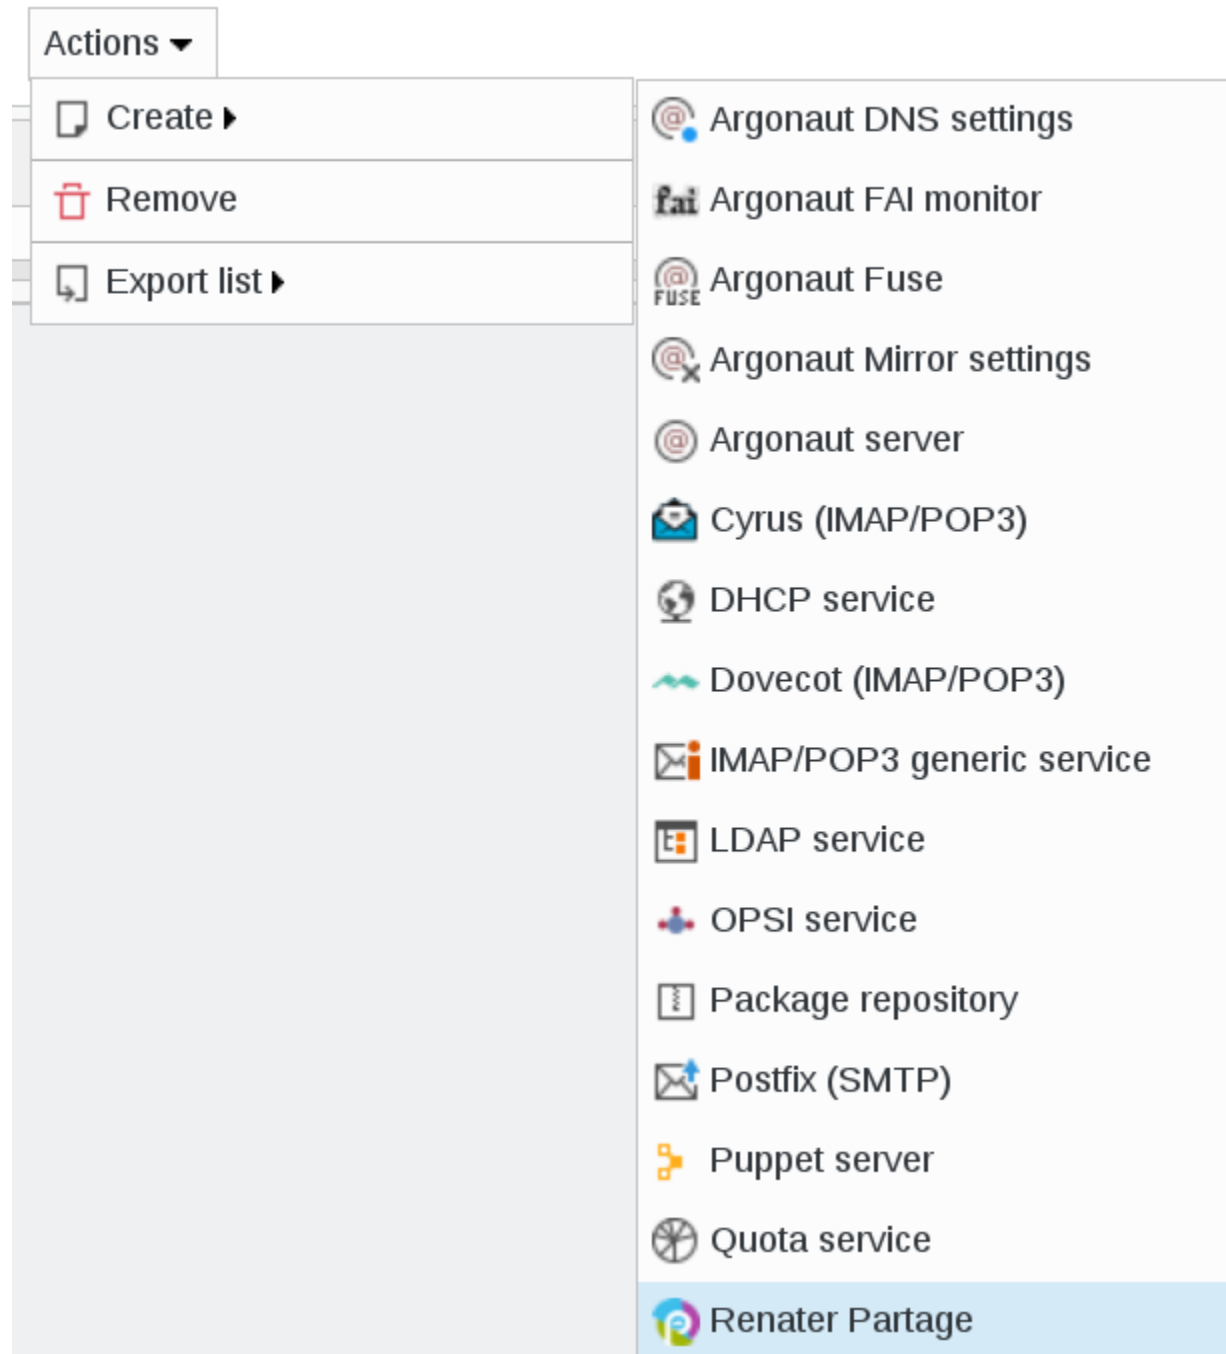 Actions
Create
Remove
Export list
Argonaut DNS settings
fai Argonaut FAI monitor
FUSE Argonaut Fuse
Argonaut Mirror settings
Argonaut server
Cyrus (IMAP/POP3)
DHCP service
Dovecot (IMAP/POP3)
IMAP/POP3 generic service
LDAP service
OPSI service
Package repository
Postfix (SMTP)
Puppet server
Quota service
Renater Partage